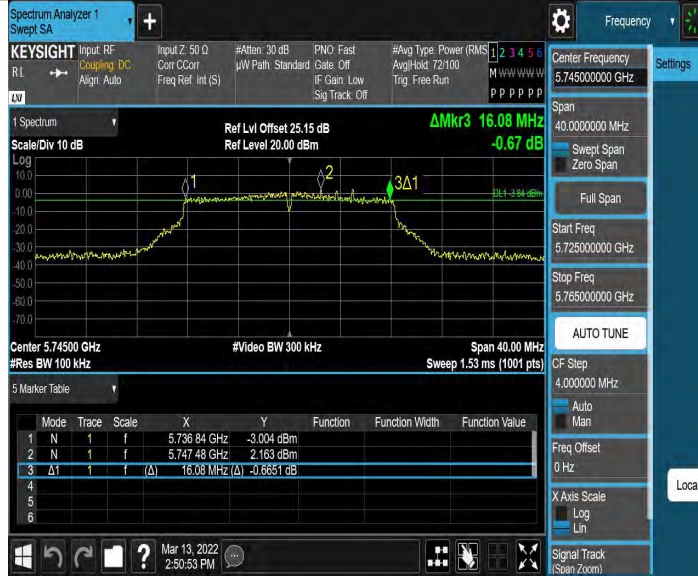 Spectrum Analyzer 1
Swept SA
+
Frequency
KEYSIGHT
RL
LXI
Input: RF
Coupling: DC
Align: Auto
Input Z: 50 Ω
Corr CCorr
Freq Ref: Int (S)
#Atten: 30 dB
µW Path: Standard
PNO: Fast
Gate: Off
IF Gain: Low
Sig Track: Off
#Avg Type: Power (RMS
Avg|Hold: 72/100
Trig: Free Run
1 2 3 4 5 6
M W W W W W
P P P P P P
Center Frequency
5.745000000 GHz
Settings
Span
40.0000000 MHz
Swept Span
Zero Span
Full Span
Start Freq
5.725000000 GHz
Stop Freq
5.765000000 GHz
AUTO TUNE
CF Step
4.000000 MHz
Auto
Man
Freq Offset
0 Hz
X Axis Scale
Log
Lin
Signal Track
(Span Zoom)
Loca
1 Spectrum
Scale/Div 10 dB
Ref Lvl Offset 25.15 dB
Ref Level 20.00 dBm
ΔMkr3 16.08 MHz
-0.67 dB
Log
10.0
0.00
-10.0
-20.0
-30.0
-40.0
-50.0
-60.0
-70.0
1
2
3Δ1
DL1 -3.84 dBm
Center 5.74500 GHz
#Res BW 100 kHz
#Video BW 300 kHz
Span 40.00 MHz
Sweep 1.53 ms (1001 pts)
5 Marker Table
Mode Trace Scale X Y Function Function Width Function Value
1 N 1 f 5.736 84 GHz -3.004 dBm
2 N 1 f 5.747 48 GHz 2.163 dBm
3 Δ1 1 f (Δ) 16.08 MHz (Δ) -0.6651 dB
4
5
6
?
Mar 13, 2022
2:50:53 PM